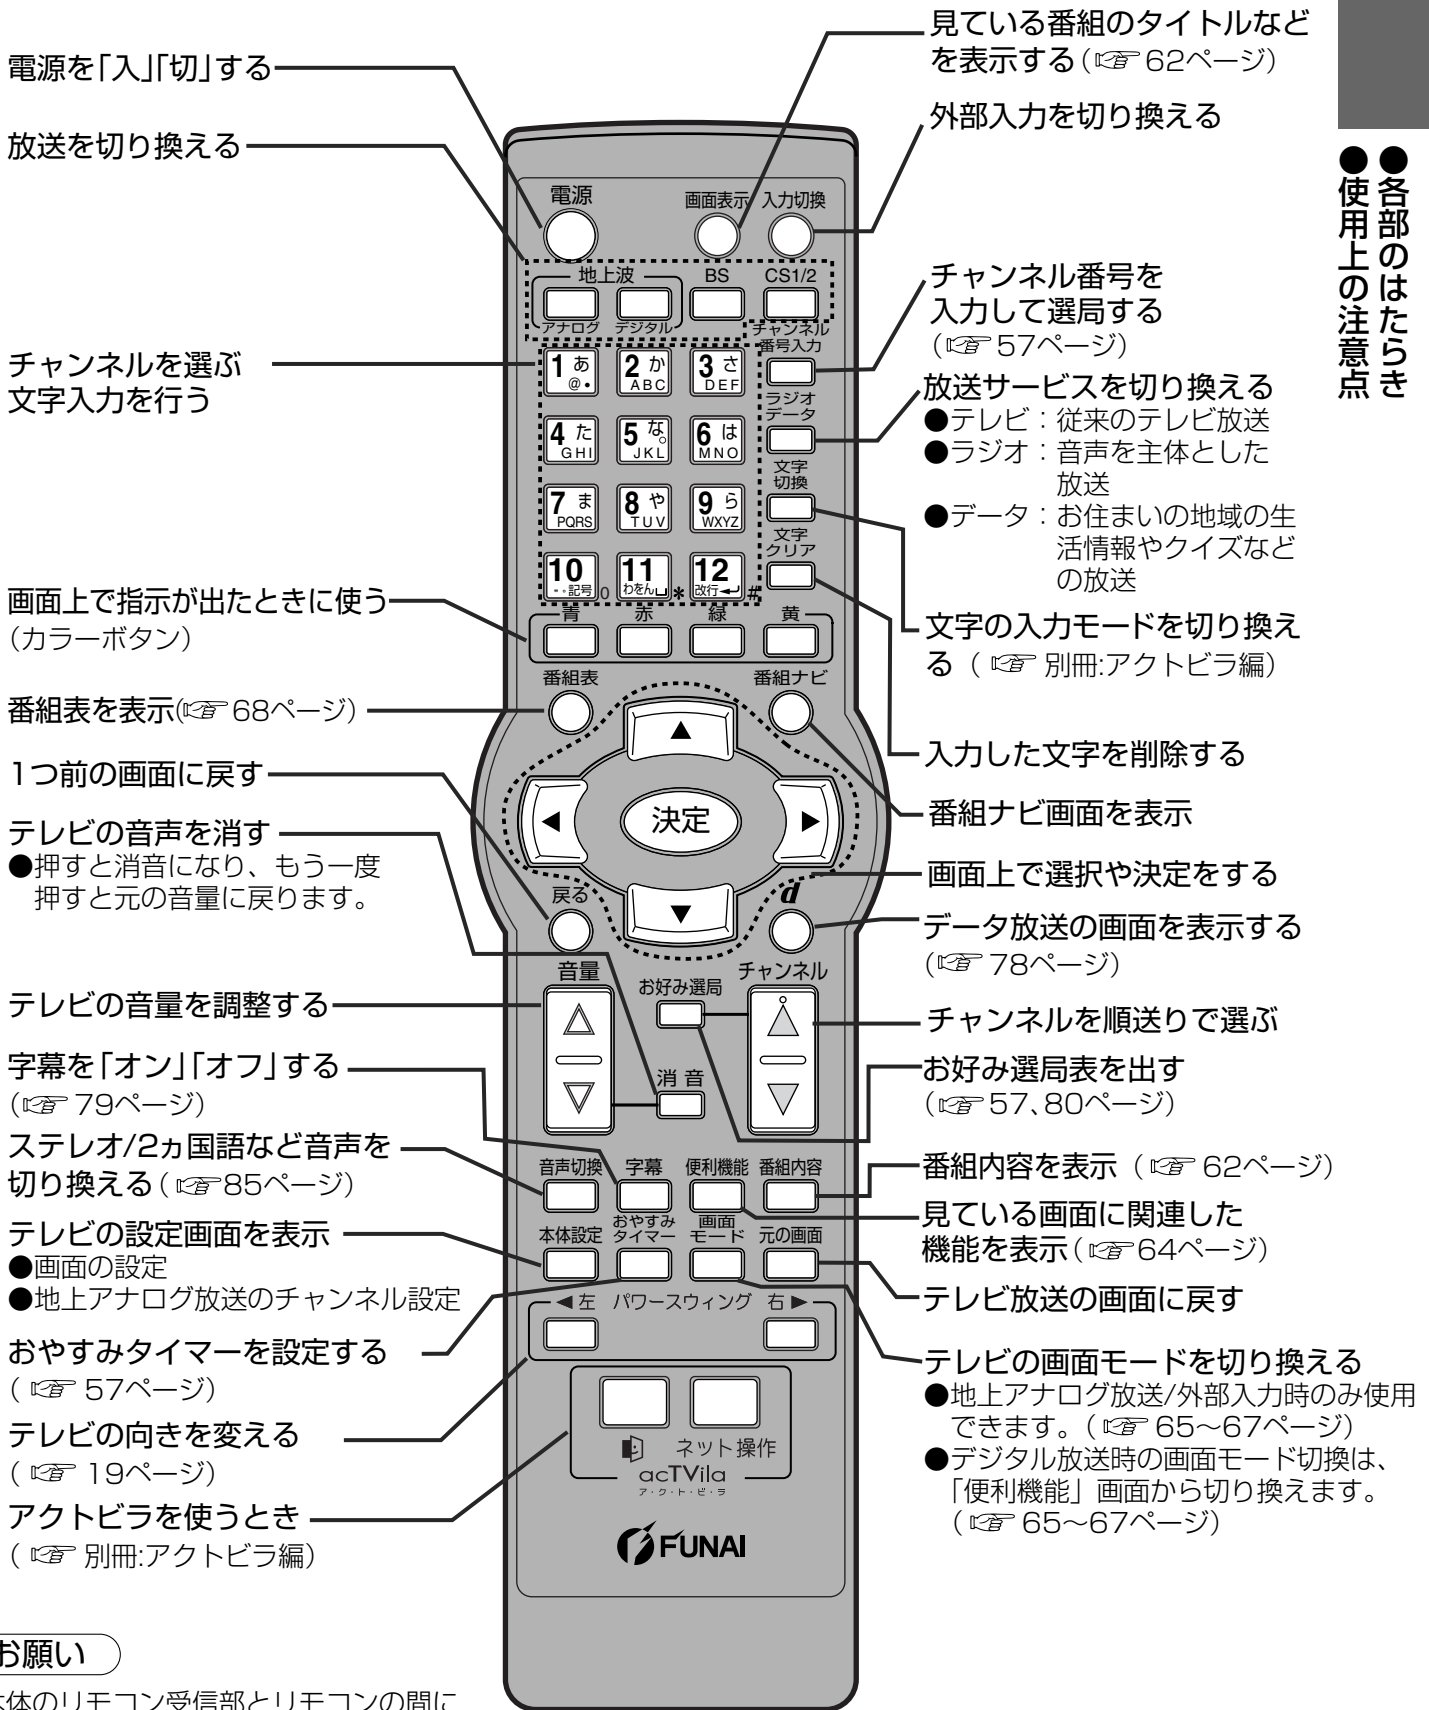 電源を「入」「切」する
放送を切り換える
チャンネルを選ぶ
文字入力を行う
画面上で指示が出たときに使う
（カラーボタン）
番組表を表示(☞68ページ)
1つ前の画面に戻す
テレビの音声を消す
●押すと消音になり、もう一度
押すと元の音量に戻ります。
テレビの音量を調整する
字幕を「オン」「オフ」する
(☞79ページ)
ステレオ/2ヵ国語など音声を
切り換える(☞85ページ)
テレビの設定画面を表示
●画面の設定
●地上アナログ放送のチャンネル設定
おやすみタイマーを設定する
(☞57ページ)
テレビの向きを変える
(☞19ページ)
アクトビラを使うとき
(☞別冊:アクトビラ編)
お願い
本体のリモコン受信部とリモコンの間に
電源
画面表示 入力切換
地上波 BS CS1/2
アナログ デジタル
チャンネル
番号入力
1 あ @.
2 か ABC
3 さ DEF
ラジオ
データ
4 た GHI
5 な JKL
6 は MNO
文字
切換
7 ま PQRS
8 や TUV
9 ら WXYZ
文字
クリア
10 ゛゜記号 0
11 わをん␣ *
12 改行↵ #
青 赤 緑 黄
番組表 番組ナビ
▲
◀ 決定 ▶
▼
戻る d
音量 お好み選局 チャンネル
消音
音声切換 字幕 便利機能 番組内容
本体設定 おやすみ
タイマー 画面
モード 元の画面
◀左 パワースウィング 右▶
ネット操作
acTVila
ア・ク・ト・ビ・ラ
FUNAI
見ている番組のタイトルなど
を表示する(☞62ページ)
外部入力を切り換える
チャンネル番号を
入力して選局する
(☞57ページ)
放送サービスを切り換える
●テレビ：従来のテレビ放送
●ラジオ：音声を主体とした
放送
●データ：お住まいの地域の生
活情報やクイズなど
の放送
文字の入力モードを切り換え
る(☞別冊:アクトビラ編)
入力した文字を削除する
番組ナビ画面を表示
画面上で選択や決定をする
データ放送の画面を表示する
(☞78ページ)
チャンネルを順送りで選ぶ
お好み選局表を出す
(☞57、80ページ)
番組内容を表示(☞62ページ)
見ている画面に関連した
機能を表示(☞64ページ)
テレビ放送の画面に戻す
テレビの画面モードを切り換える
●地上アナログ放送/外部入力時のみ使用
できます。(☞65〜67ページ)
●デジタル放送時の画面モード切換は、
「便利機能」画面から切り換えます。
(☞65〜67ページ)
●各部のはたらき
●使用上の注意点